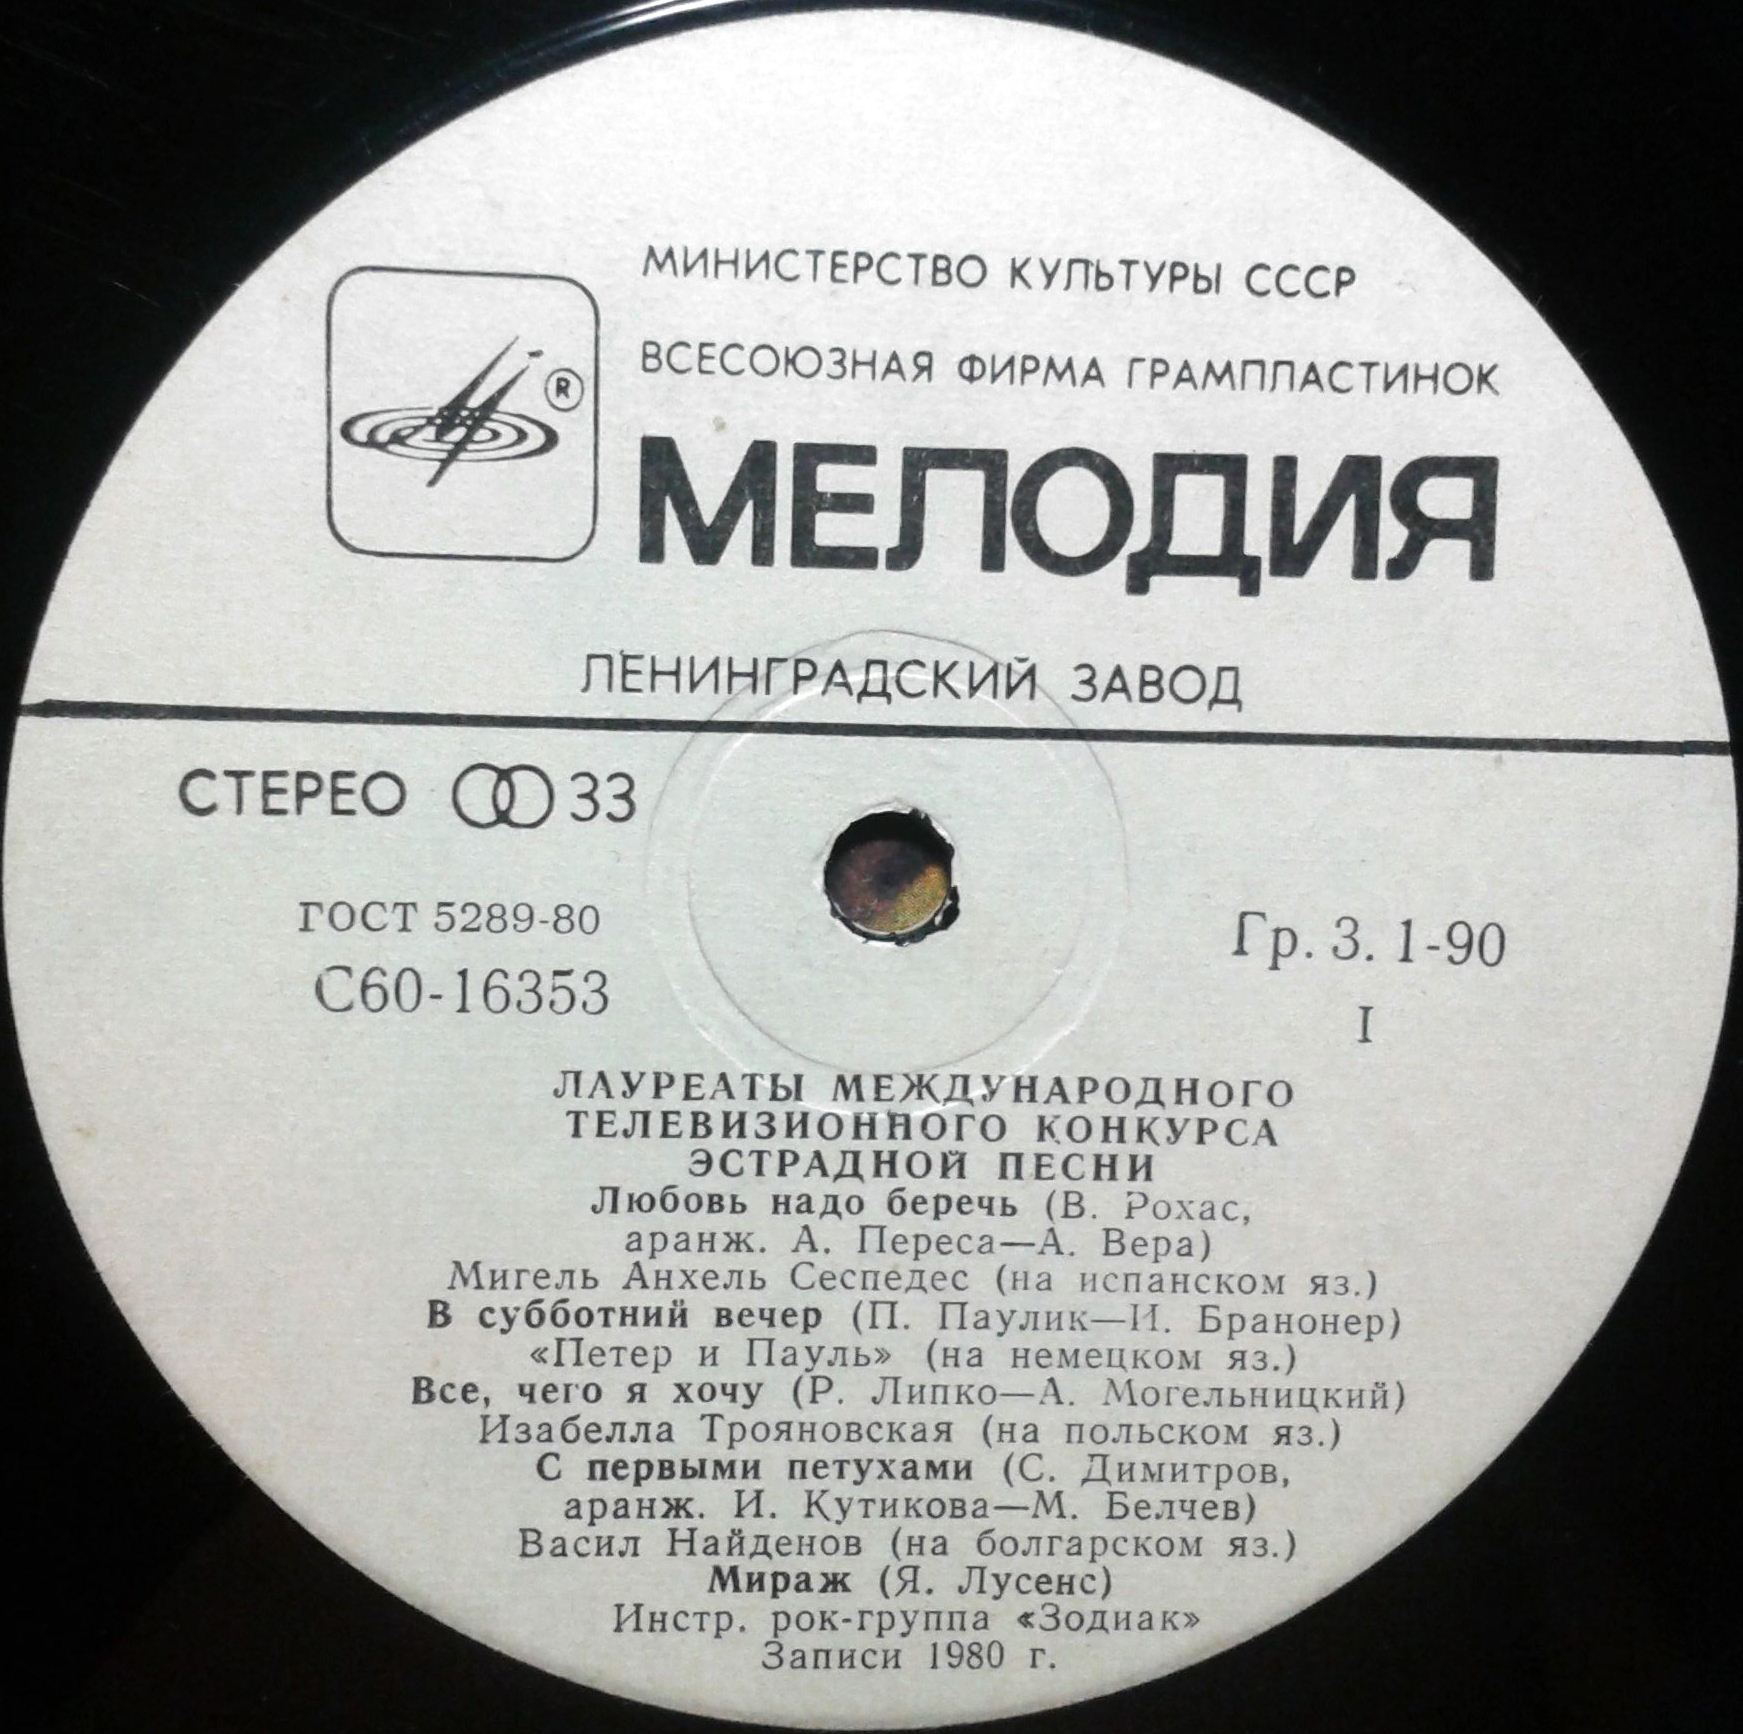 МИНИСТЕРСТВО КУЛЬТУРЫ СССР
ВСЕСОЮЗНАЯ ФИРМА ГРАМПЛАСТИНОК
®
МЕЛОДИЯ
ЛЕНИНГРАДСКИЙ ЗАВОД
СТЕРЕО 33
ГОСТ 5289-80
С60-16353
Гр. 3. 1-90
I
ЛАУРЕАТЫ МЕЖДУНАРОДНОГО
ТЕЛЕВИЗИОННОГО КОНКУРСА
ЭСТРАДНОЙ ПЕСНИ
Любовь надо беречь (В. Рохас,
аранж. А. Переса—А. Вера)
Мигель Анхель Сеспедес (на испанском яз.)
В субботний вечер (П. Паулик—И. Бранонер)
«Петер и Пауль» (на немецком яз.)
Все, чего я хочу (Р. Липко—А. Могельницкий)
Изабелла Трояновская (на польском яз.)
С первыми петухами (С. Димитров,
аранж. И. Кутикова—М. Белчев)
Васил Найденов (на болгарском яз.)
Мираж (Я. Лусенс)
Инстр. рок-группа «Зодиак»
Записи 1980 г.